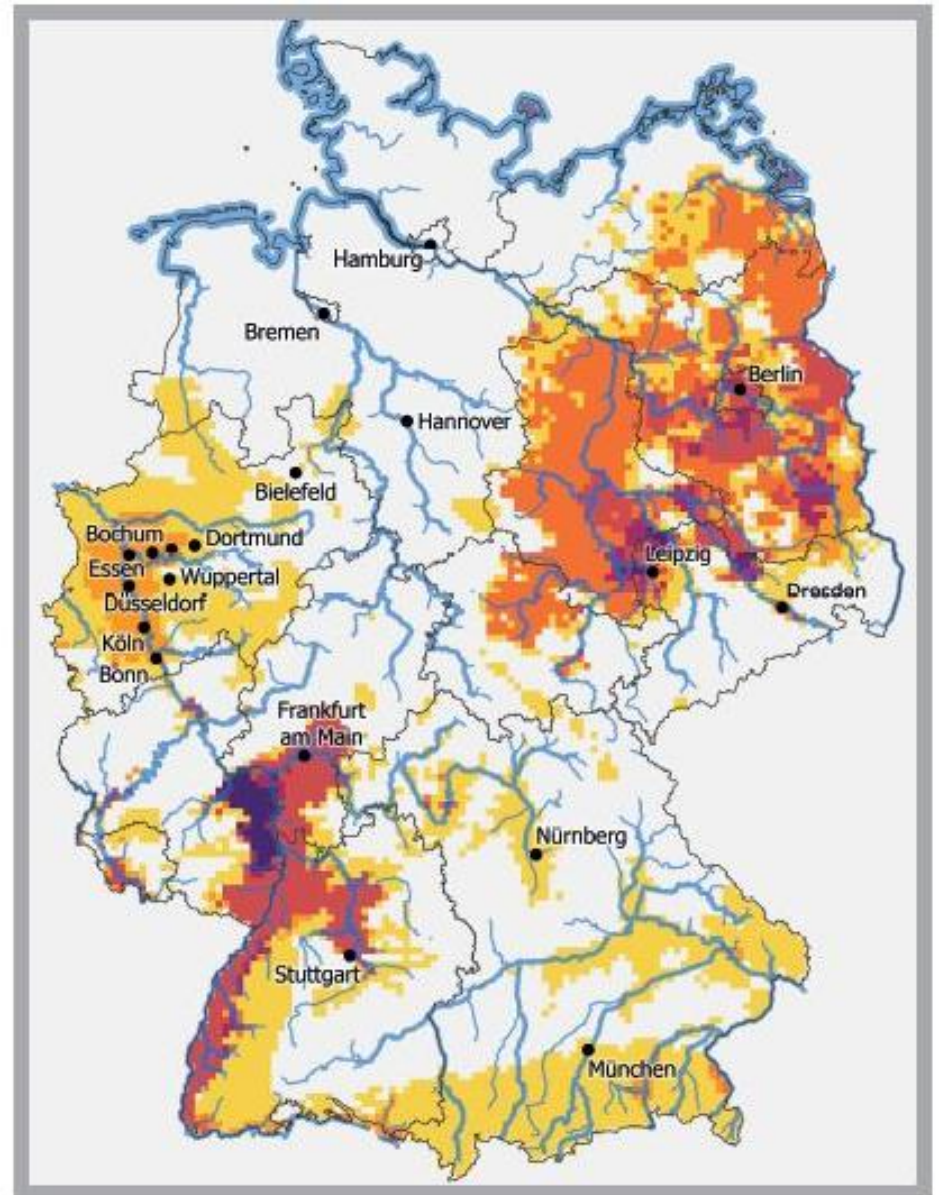 Hamburg
Bremen
Berlin
Hannover
Bielefeld
Bochum
Dortmund
Essen
Wuppertal
Düsseldorf
Leipzig
Dresden
Köln
Bonn
Frankfurt
am Main
Nürnberg
Stuttgart
München